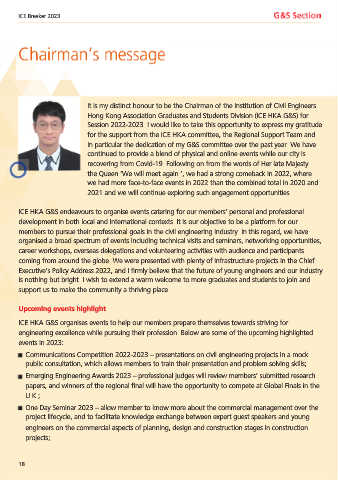 ICE Breaker 2023
G&S Section
Chairman's message
It is my distinct honour to be the Chairman of the Institution of Civil Engineers
Hong Kong Association Graduates and Students Division (ICE HKA G&S) for
Session 2022-2023 I would like to take this opportunity to express my gratitude
for the support from the ICE HKA committee, the Regional Support Team and
in particular the dedication of my G&S committee over the past year We have
continued to provide a blend of physical and online events while our city is
recovering from Covid-19 Following on from the words of Her late Majesty
the Queen 'We will meet again ', we had a strong comeback in 2022, where
we had more face-to-face events in 2022 than the combined total in 2020 and
2021 and we will continue exploring such engagement opportunities
ICE HKA G&S endeavours to organise events catering for our members' personal and professional
development in both local and international contexts It is our objective to be a platform for our
members to pursue their professional goals in the civil engineering industry In this regard, we have
organised a broad spectrum of events including technical visits and seminars, networking opportunities,
career workshops, overseas delegations and volunteering activities with audience and participants
coming from around the globe We were presented with plenty of infrastructure projects in the Chief
Executive's Policy Address 2022, and I firmly believe that the future of young engineers and our industry
is nothing but bright I wish to extend a warm welcome to more graduates and students to join and
support us to make the community a thriving place
Upcoming events highlight
ICE HKA G&S organises events to help our members prepare themselves towards striving for
engineering excellence while pursuing their profession Below are some of the upcoming highlighted
events in 2023:
■ Communications Competition 2022-2023 – presentations on civil engineering projects in a mock
public consultation, which allows members to train their presentation and problem solving skills;
■ Emerging Engineering Awards 2023 – professional judges will review members' submitted research
papers, and winners of the regional final will have the opportunity to compete at Global Finals in the
U K ;
■ One Day Seminar 2023 – allow member to know more about the commercial management over the
project lifecycle, and to facilitate knowledge exchange between expert guest speakers and young
engineers on the commercial aspects of planning, design and construction stages in construction
projects;
18